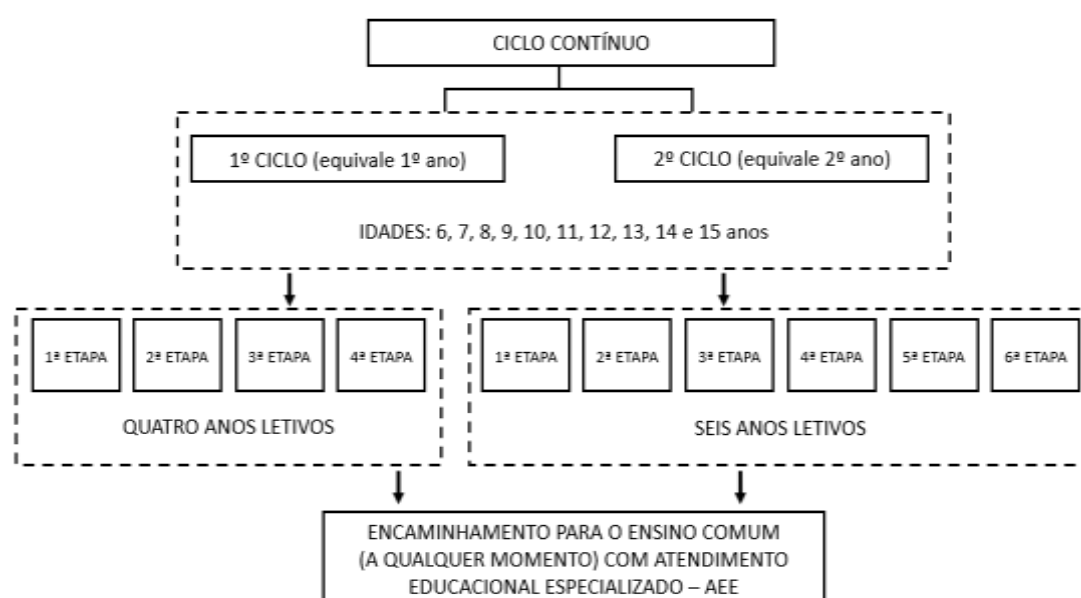 CICLO CONTÍNUO
1º CICLO (equivale 1º ano)
2º CICLO (equivale 2º ano)
IDADES: 6, 7, 8, 9, 10, 11, 12, 13, 14 e 15 anos
1ª ETAPA
2ª ETAPA
3ª ETAPA
4ª ETAPA
QUATRO ANOS LETIVOS
1ª ETAPA
2ª ETAPA
3ª ETAPA
4ª ETAPA
5ª ETAPA
6ª ETAPA
SEIS ANOS LETIVOS
ENCAMINHAMENTO PARA O ENSINO COMUM
(A QUALQUER MOMENTO) COM ATENDIMENTO
EDUCACIONAL ESPECIALIZADO – AEE